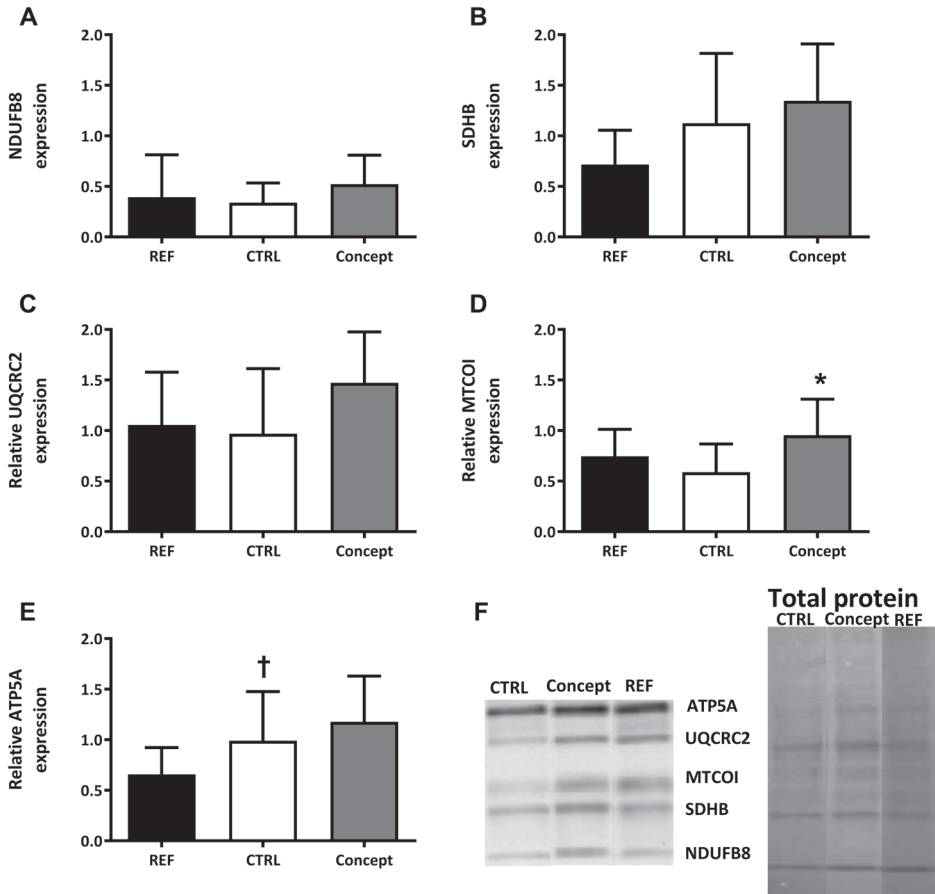 A
NDUFB8
expression
2.0
1.5
1.0
0.5
0.0
REF CTRL Concept
B
SDHB
expression
2.0
1.5
1.0
0.5
0.0
REF CTRL Concept
C
Relative UQCRC2
expression
2.0
1.5
1.0
0.5
0.0
REF CTRL Concept
D
Relative MTCOI
expression
2.0
1.5
1.0
0.5
0.0
*
REF CTRL Concept
E
Relative ATP5A
expression
2.0
1.5
1.0
0.5
0.0
†
REF CTRL Concept
F
CTRL Concept REF
ATP5A
UQCRC2
MTCOI
SDHB
NDUFB8
Total protein
CTRL Concept REF